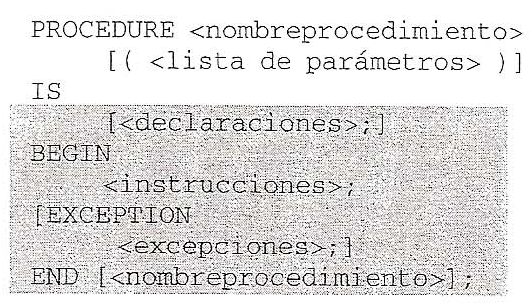 PROCEDURE <nombreprocedimiento>
[( <lista de parámetros> )]
IS
[<declaraciones>;]
BEGIN
<instrucciones>;
[EXCEPTION
<excepciones>;]
END [<nombreprocedimiento>];